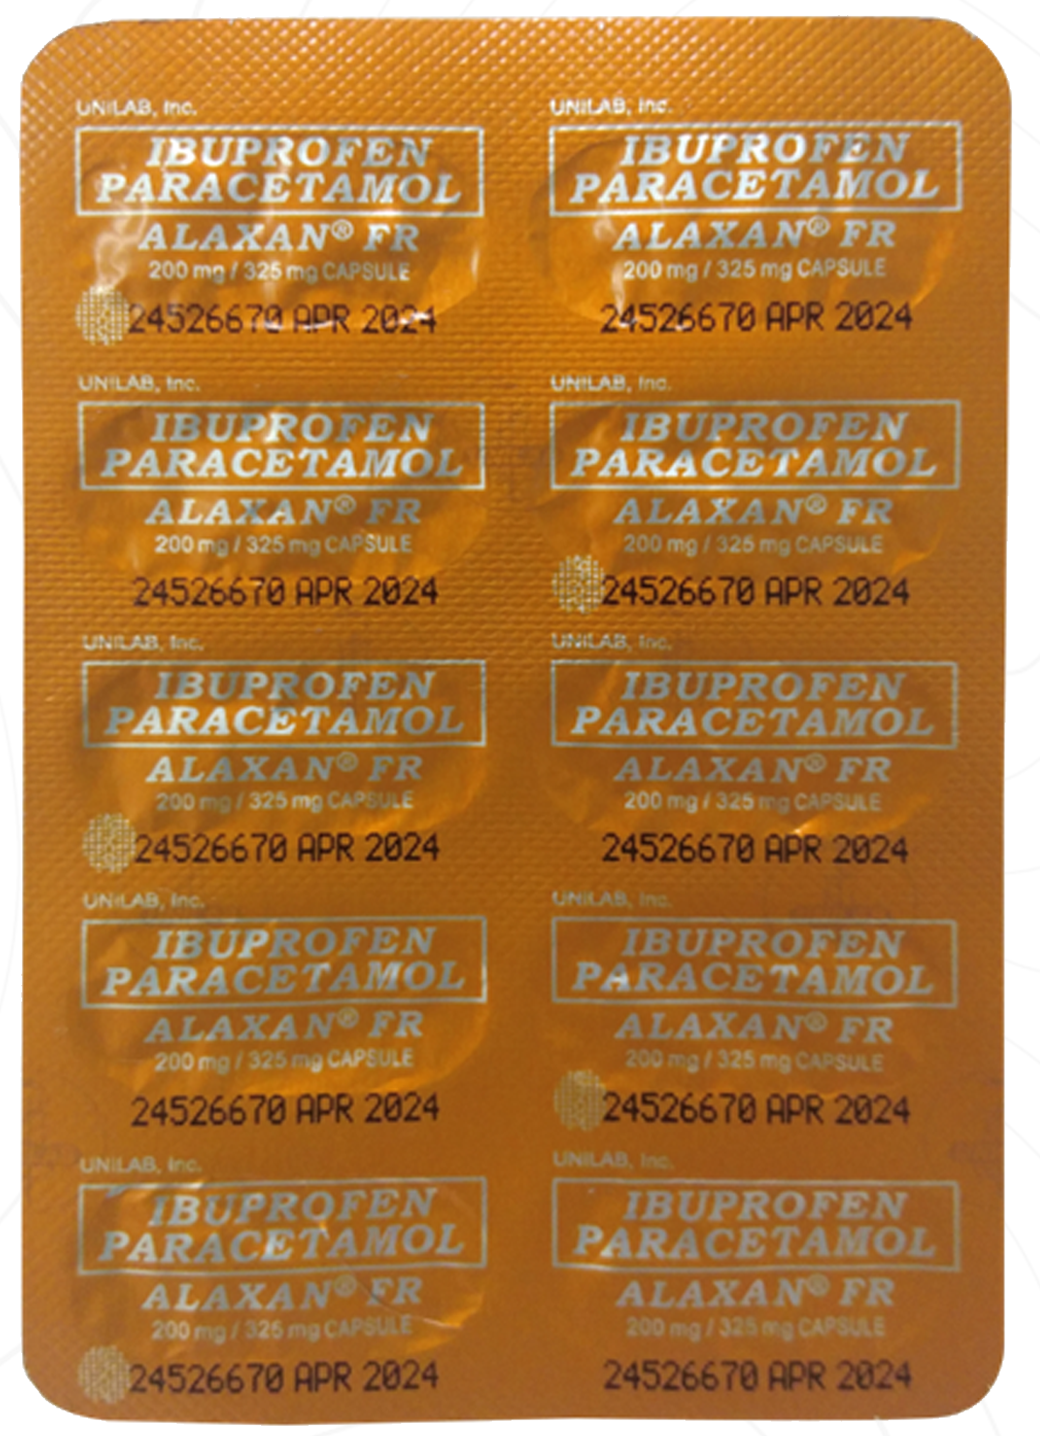 UNILAB, Inc.
IBUPROFEN
PARACETAMOL
ALAXAN® FR
200 mg / 325 mg CAPSULE
24526670 APR 2024
UNILAB, Inc.
IBUPROFEN
PARACETAMOL
ALAXAN® FR
200 mg / 325 mg CAPSULE
24526670 APR 2024
UNILAB, Inc.
IBUPROFEN
PARACETAMOL
ALAXAN® FR
200 mg / 325 mg CAPSULE
24526670 APR 2024
UNILAB, Inc.
IBUPROFEN
PARACETAMOL
ALAXAN® FR
200 mg / 325 mg CAPSULE
24526670 APR 2024
UNILAB, Inc.
IBUPROFEN
PARACETAMOL
ALAXAN® FR
200 mg / 325 mg CAPSULE
24526670 APR 2024
UNILAB, Inc.
IBUPROFEN
PARACETAMOL
ALAXAN® FR
200 mg / 325 mg CAPSULE
24526670 APR 2024
UNILAB, Inc.
IBUPROFEN
PARACETAMOL
ALAXAN® FR
200 mg / 325 mg CAPSULE
24526670 APR 2024
UNILAB, Inc.
IBUPROFEN
PARACETAMOL
ALAXAN® FR
200 mg / 325 mg CAPSULE
24526670 APR 2024
UNILAB, Inc.
IBUPROFEN
PARACETAMOL
ALAXAN® FR
200 mg / 325 mg CAPSULE
24526670 APR 2024
UNILAB, Inc.
IBUPROFEN
PARACETAMOL
ALAXAN® FR
200 mg / 325 mg CAPSULE
24526670 APR 2024